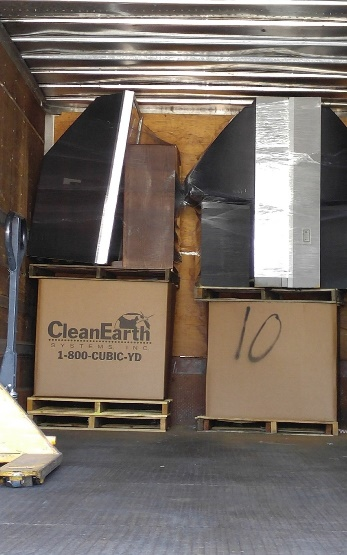 CleanEarth
SYSTEMS INC
1-800-CUBIC-YD
10